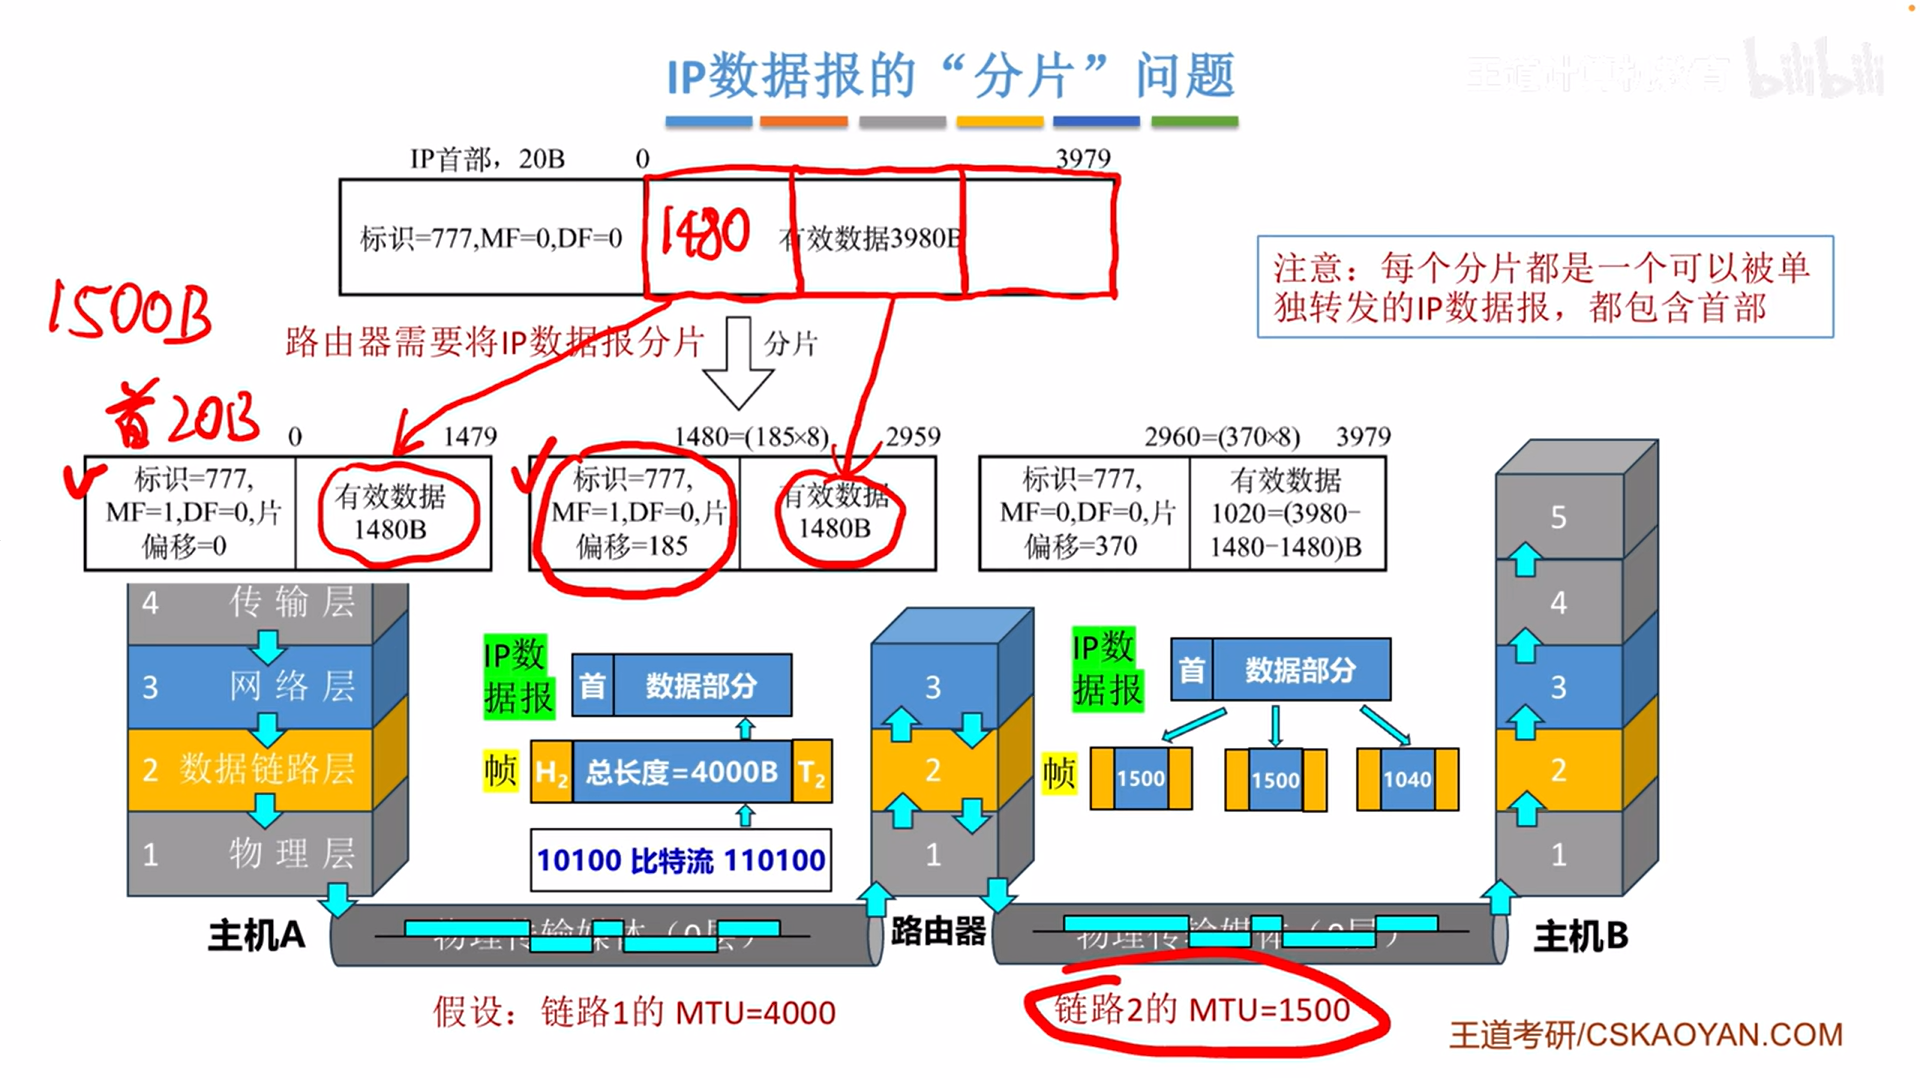 IP数据报的“分片”问题
王道计算机教育 bilibili
IP首部，20B 0 3979
标识=777,MF=0,DF=0
1480
有效数据3980B
注意：每个分片都是一个可以被单
独转发的IP数据报，都包含首部
1500B
路由器需要将IP数据报分片
分片
首20B
0 1479
1480=(185×8) 2959
2960=(370×8) 3979
标识=777,
MF=1,DF=0,片
偏移=0
有效数据
1480B
标识=777,
MF=1,DF=0,片
偏移=185
有效数据
1480B
标识=777,
MF=0,DF=0,片
偏移=370
有效数据
1020=(3980-
1480-1480)B
4 传输层
3 网络层
2 数据链路层
1 物理层
主机A
IP数
据报
首 数据部分
帧
H2 总长度=4000B T2
10100 比特流 110100
3
2
1
路由器
IP数
据报
首 数据部分
帧
1500 1500 1040
5
4
3
2
1
主机B
物理传输媒体（0层）
物理传输媒体（0层）
假设：链路1的 MTU=4000
链路2的 MTU=1500
王道考研/CSKAOYAN.COM